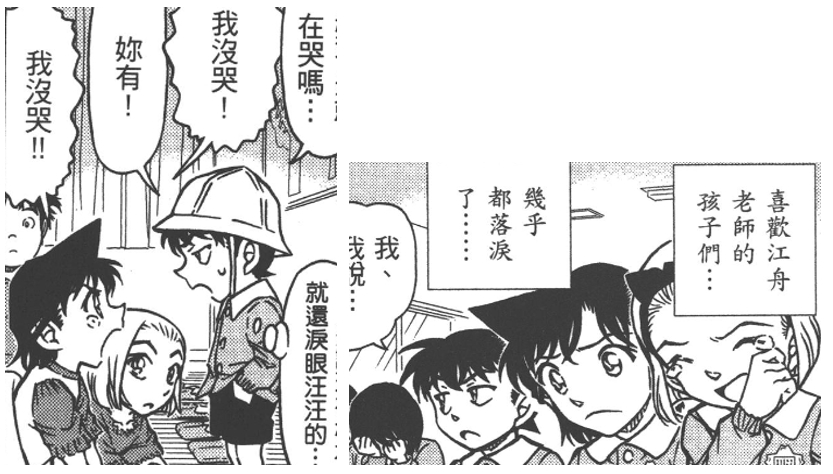 在哭嗎…
我沒哭！
妳有！
我沒哭!!
就還淚眼汪汪的…
喜歡江舟
老師的
孩子們…
幾乎
都落淚
了……
我、
我說…